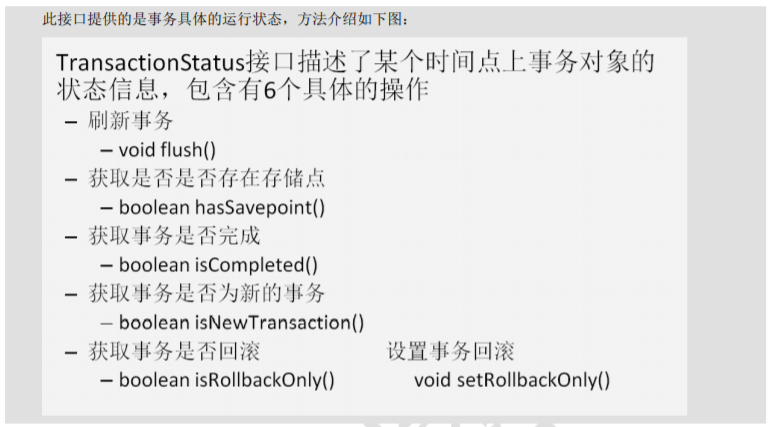 此接口提供的是事务具体的运行状态，方法介绍如下图：
TransactionStatus接口描述了某个时间点上事务对象的
状态信息，包含有6个具体的操作
– 刷新事务
– void flush()
– 获取是否是否存在存储点
– boolean hasSavepoint()
– 获取事务是否完成
– boolean isCompleted()
– 获取事务是否为新的事务
– boolean isNewTransaction()
– 获取事务是否回滚 设置事务回滚
– boolean isRollbackOnly() void setRollbackOnly()